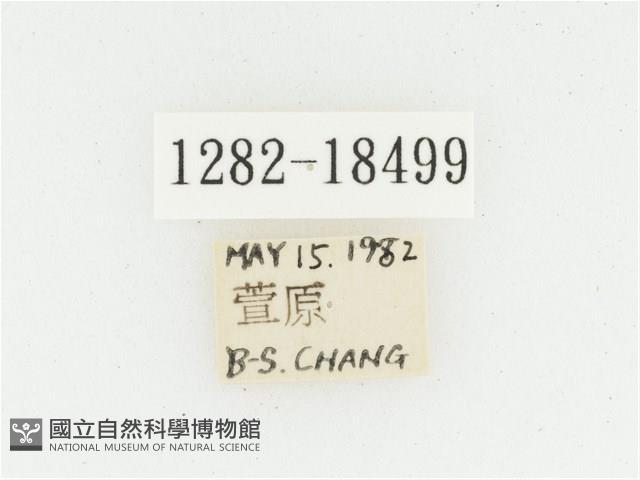 1282-18499
MAY 15. 1982
萱原
B-S. CHANG
國立自然科學博物館
NATIONAL MUSEUM OF NATURAL SCIENCE